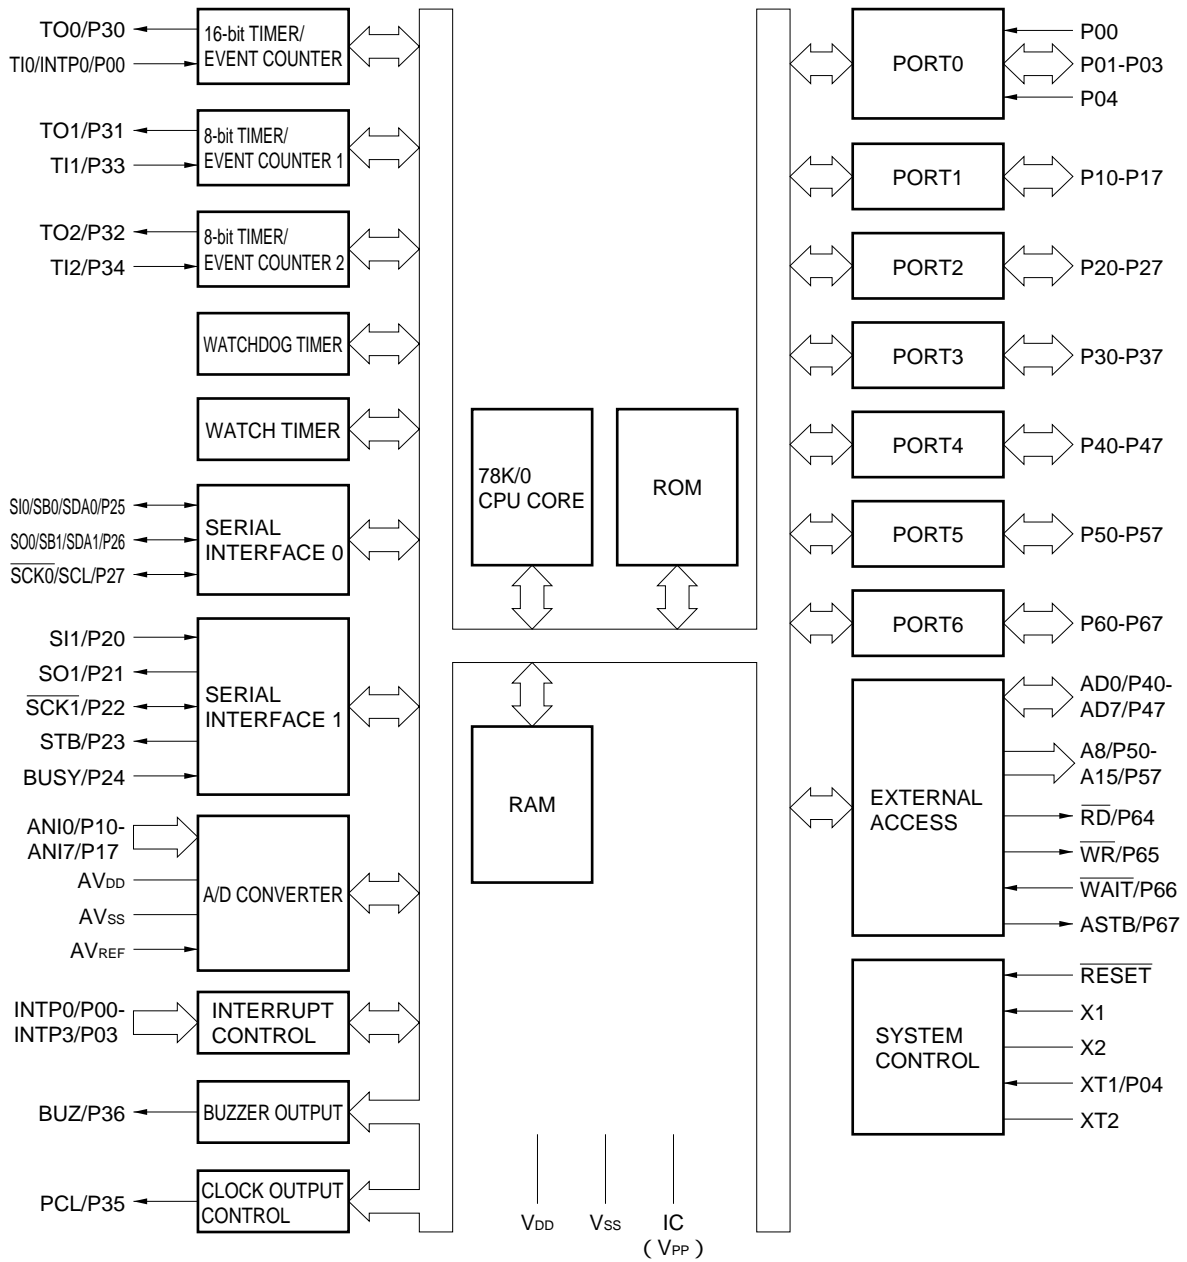 TO0/P30
TI0/INTP0/P00
16-bit TIMER/
EVENT COUNTER
TO1/P31
TI1/P33
8-bit TIMER/
EVENT COUNTER 1
TO2/P32
TI2/P34
8-bit TIMER/
EVENT COUNTER 2
WATCHDOG TIMER
WATCH TIMER
SI0/SB0/SDA0/P25
SO0/SB1/SDA1/P26
SCK0/SCL/P27
SERIAL
INTERFACE 0
SI1/P20
SO1/P21
SCK1/P22
STB/P23
BUSY/P24
SERIAL
INTERFACE 1
ANI0/P10-
ANI7/P17
AVDD
AVSS
AVREF
A/D CONVERTER
INTP0/P00-
INTP3/P03
INTERRUPT
CONTROL
BUZ/P36
BUZZER OUTPUT
PCL/P35
CLOCK OUTPUT
CONTROL
78K/0
CPU CORE
ROM
RAM
VDD
VSS
IC
(VPP)
PORT0
P00
P01-P03
P04
PORT1
P10-P17
PORT2
P20-P27
PORT3
P30-P37
PORT4
P40-P47
PORT5
P50-P57
PORT6
P60-P67
EXTERNAL
ACCESS
AD0/P40-
AD7/P47
A8/P50-
A15/P57
RD/P64
WR/P65
WAIT/P66
ASTB/P67
SYSTEM
CONTROL
RESET
X1
X2
XT1/P04
XT2